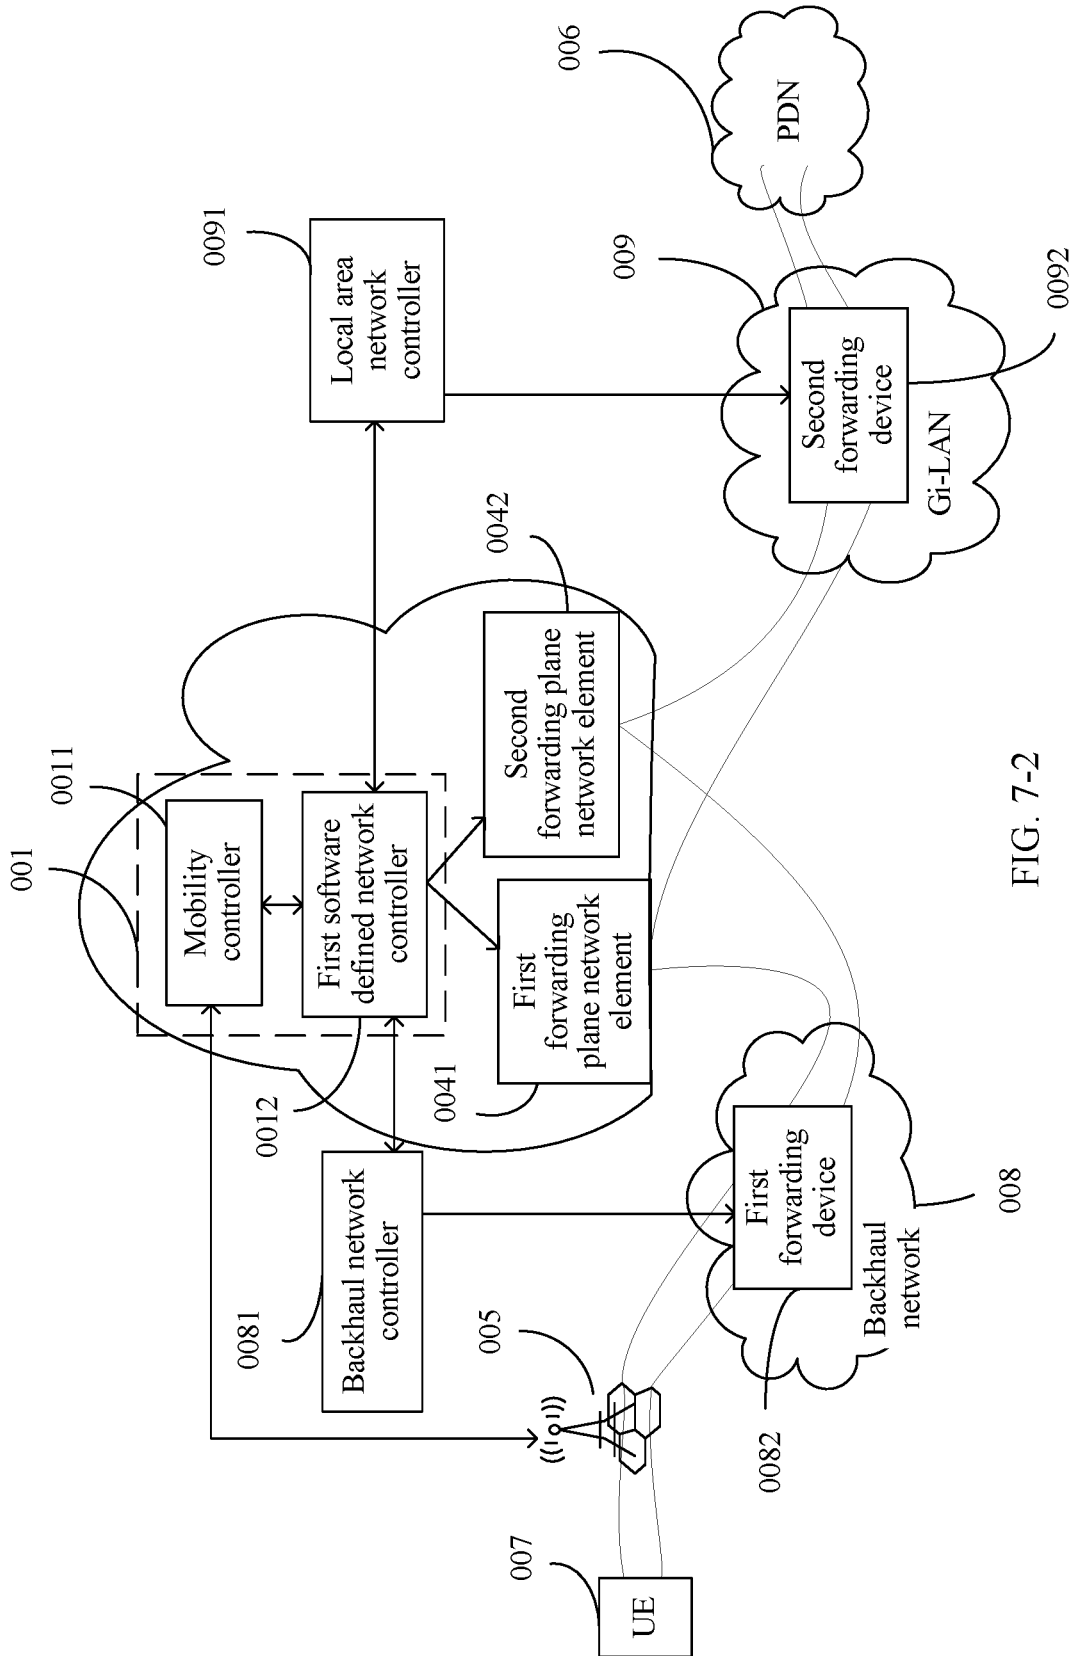 001
0011
Mobility
controller
First software
defined network
controller
0012
0081
Backhaul network
controller
0091
Local area
network
controller
0041
First
forwarding
plane network
element
0042
Second
forwarding plane
network element
007
UE
005
0082
First
forwarding
device
Backhaul
network
008
009
Second
forwarding
device
Gi-LAN
0092
006
PDN
FIG. 7-2